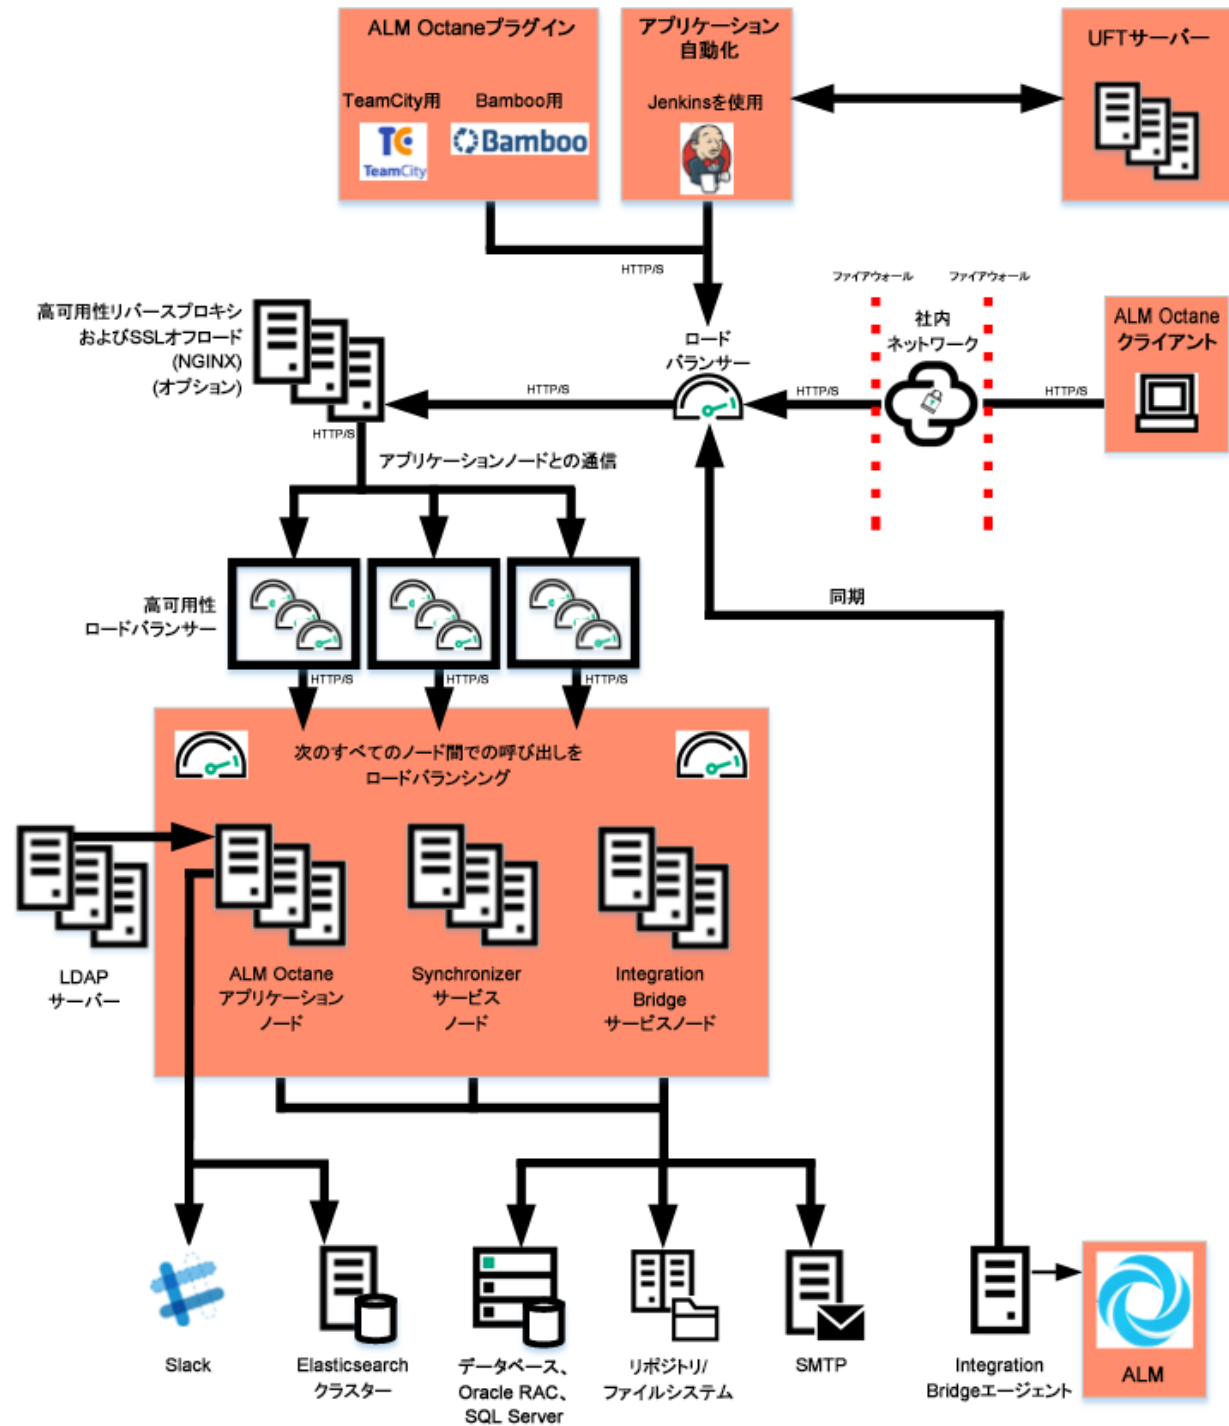 ALM Octaneプラグイン
TeamCity用
Bamboo用
TC
TeamCity
Bamboo
アプリケーション
自動化
Jenkinsを使用
UFTサーバー
HTTP/S
ファイアウォール
ファイアウォール
高可用性リバースプロキシ
およびSSLオフロード
(NGINX)
(オプション)
ロード
バランサー
社内
ネットワーク
ALM Octane
クライアント
HTTP/S
HTTP/S
HTTP/S
HTTP/S
アプリケーションノードとの通信
高可用性
ロードバランサー
同期
HTTP/S
HTTP/S
HTTP/S
次のすべてのノード間での呼び出しを
ロードバランシング
LDAP
サーバー
ALM Octane
アプリケーション
ノード
Synchronizer
サービス
ノード
Integration
Bridge
サービスノード
Slack
Elasticsearch
クラスター
データベース、
Oracle RAC、
SQL Server
リポジトリ/
ファイルシステム
SMTP
Integration
Bridgeエージェント
ALM